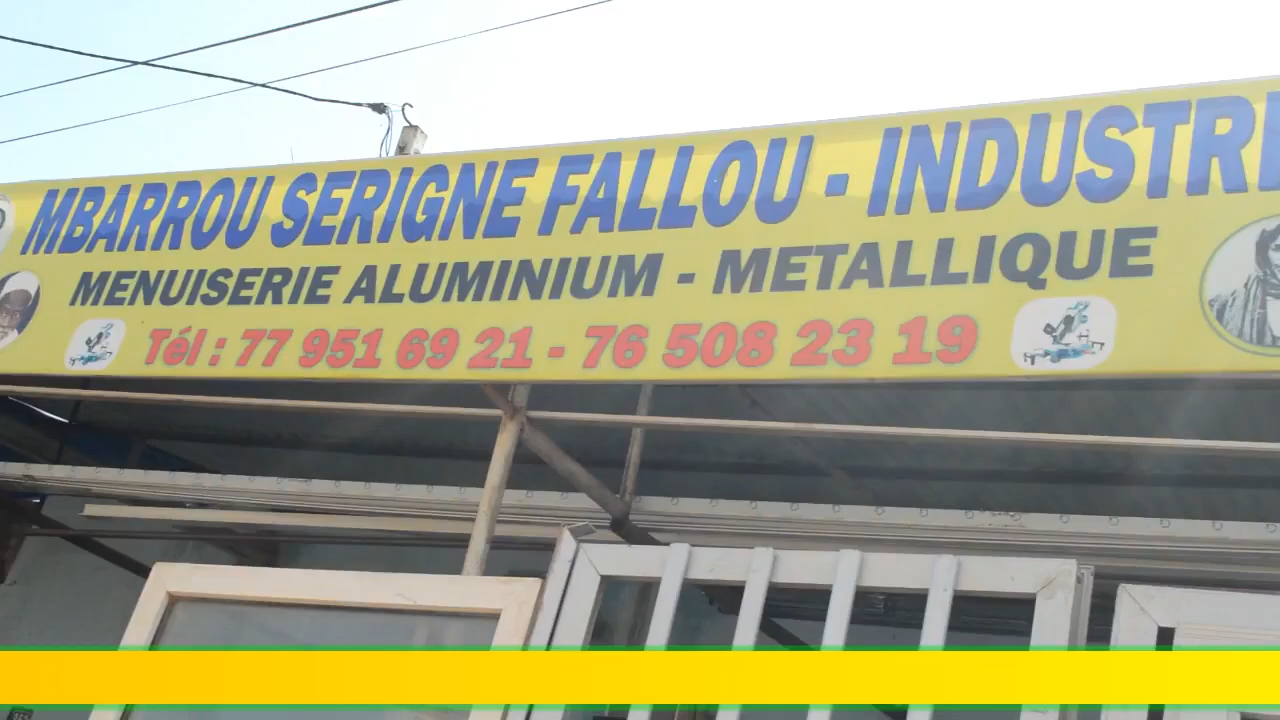 MBARROU SERIGNE FALLOU - INDUSTRI
MENUISERIE ALUMINIUM - METALLIQUE
Tél : 77 951 69 21 - 76 508 23 19